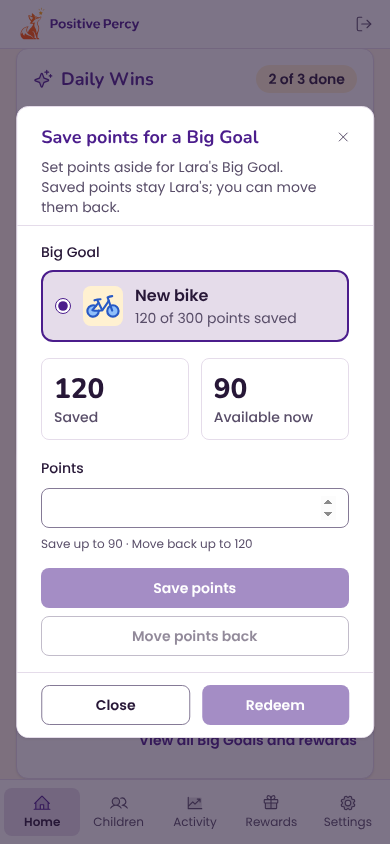 Positive Percy
Daily Wins
2 of 3 done
Save points for a Big Goal
Set points aside for Lara's Big Goal.
Saved points stay Lara's; you can move
them back.
Big Goal
New bike
120 of 300 points saved
120
Saved
90
Available now
Points
Save up to 90 · Move back up to 120
Save points
Move points back
Close
Redeem
View all Big Goals and rewards
Home
Children
Activity
Rewards
Settings